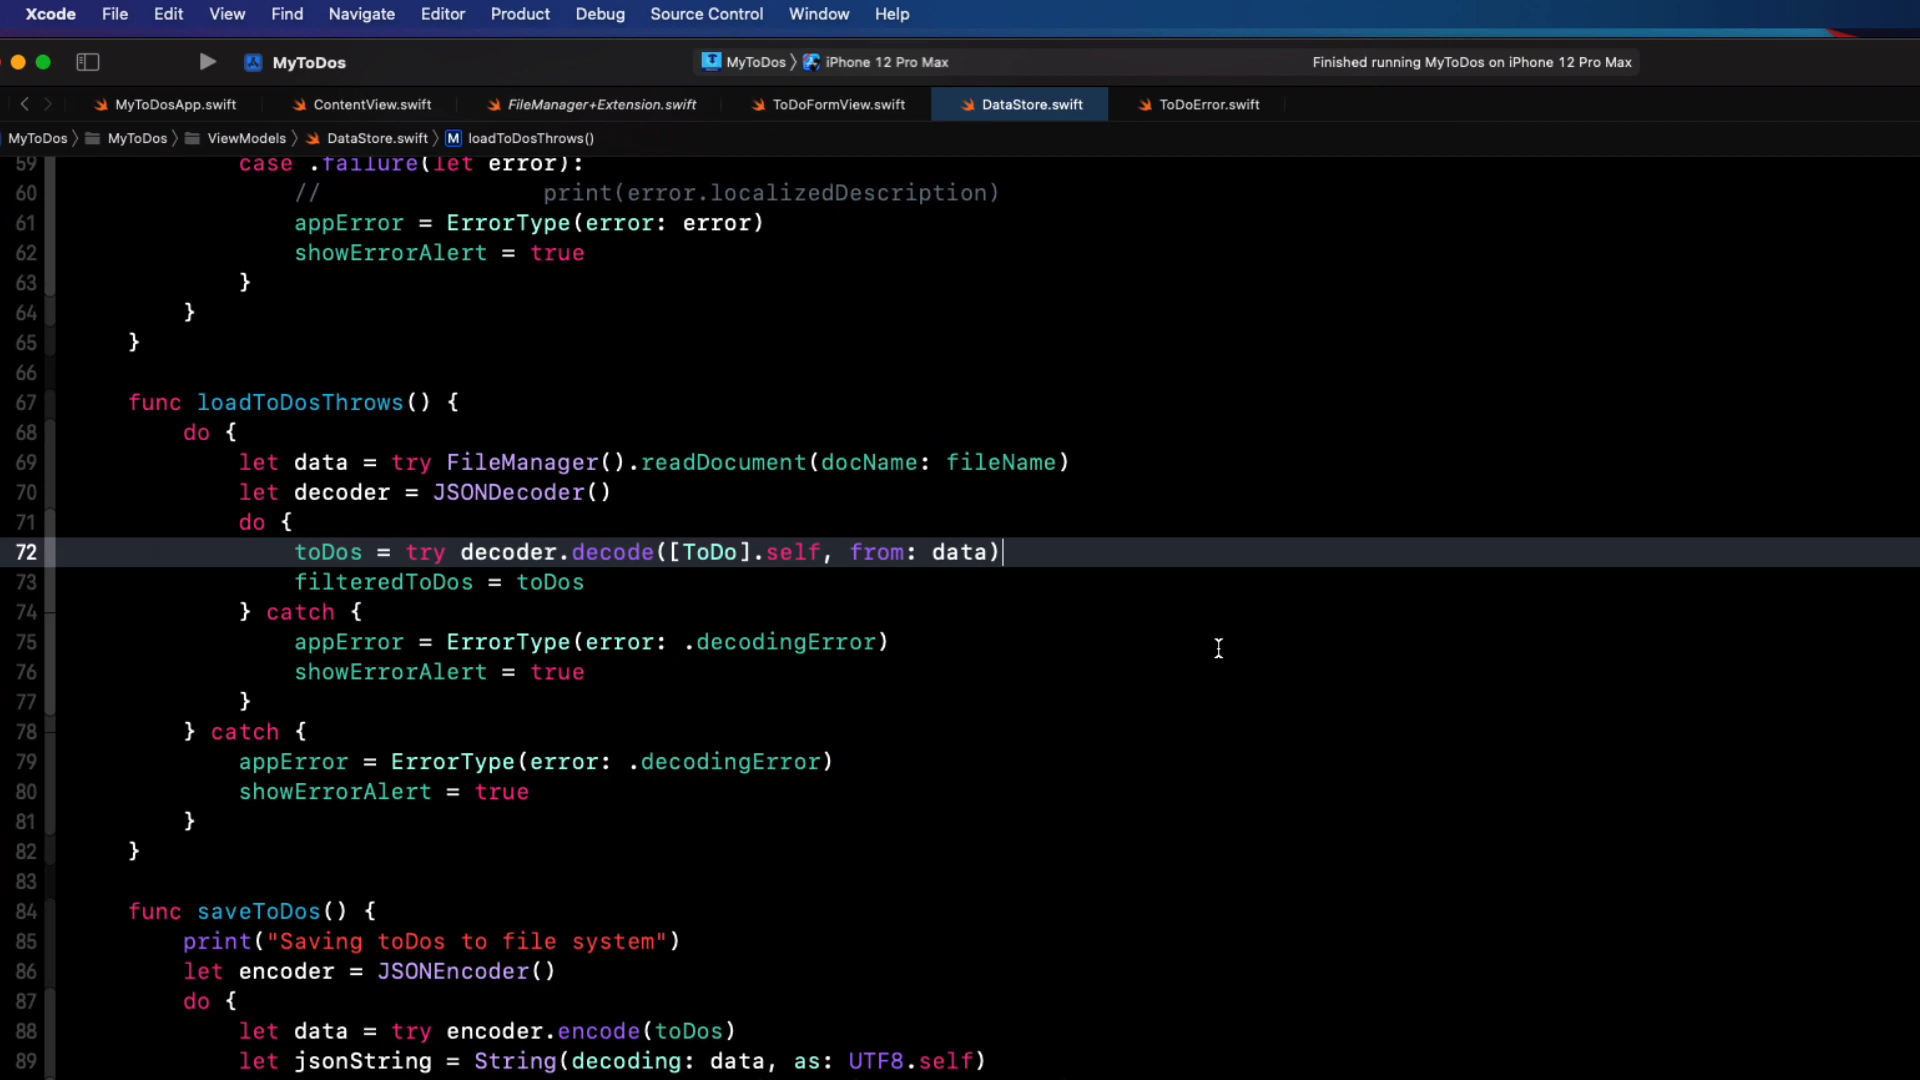 Xcode File Edit View Find Navigate Editor Product Debug Source Control Window Help
MyToDos MyToDos 〉 iPhone 12 Pro Max Finished running MyToDos on iPhone 12 Pro Max
MyToDosApp.swift ContentView.swift FileManager+Extension.swift ToDoFormView.swift DataStore.swift ToDoError.swift
MyToDos 〉 MyToDos 〉 ViewModels 〉 DataStore.swift 〉 M loadToDosThrows()
59 case .failure(let error):
60 // print(error.localizedDescription)
61 appError = ErrorType(error: error)
62 showErrorAlert = true
63 }
64 }
65 }
66
67 func loadToDosThrows() {
68 do {
69 let data = try FileManager().readDocument(docName: fileName)
70 let decoder = JSONDecoder()
71 do {
72 toDos = try decoder.decode([ToDo].self, from: data)
73 filteredToDos = toDos
74 } catch {
75 appError = ErrorType(error: .decodingError)
76 showErrorAlert = true
77 }
78 } catch {
79 appError = ErrorType(error: .decodingError)
80 showErrorAlert = true
81 }
82 }
83
84 func saveToDos() {
85 print("Saving toDos to file system")
86 let encoder = JSONEncoder()
87 do {
88 let data = try encoder.encode(toDos)
89 let jsonString = String(decoding: data, as: UTF8.self)